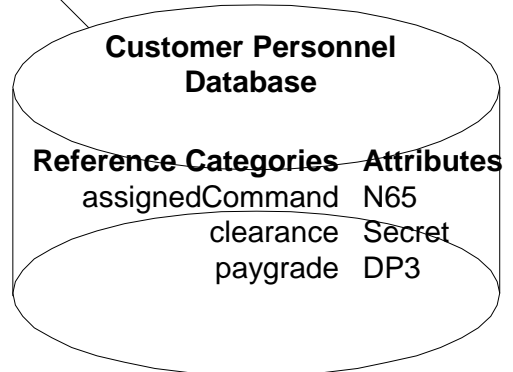 Customer Personnel
Database
Reference Categories Attributes
assignedCommand N65
clearance Secret
paygrade DP3